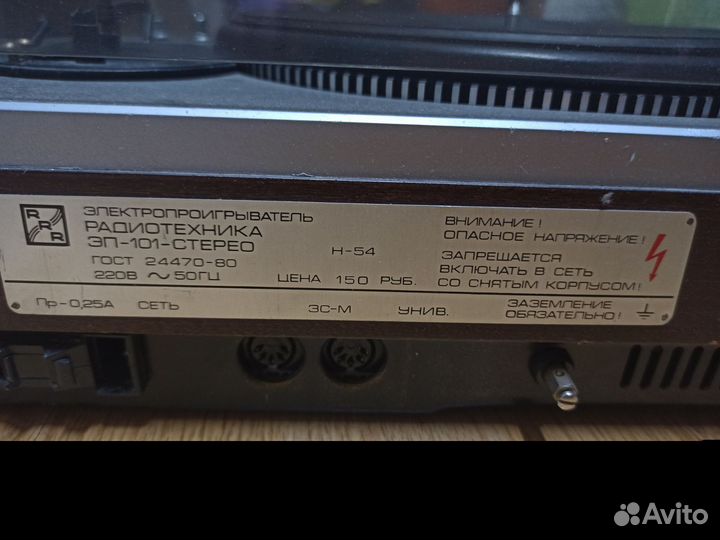 RRR
ЭЛЕКТРОПРОИГРЫВАТЕЛЬ
РАДИОТЕХНИКА
ЭП-101-СТЕРЕО
Н-54
ГОСТ 24470-80
220В ~ 50ГЦ
ЦЕНА 150 РУБ.
ВНИМАНИЕ!
ОПАСНОЕ НАПРЯЖЕНИЕ!
ЗАПРЕЩАЕТСЯ
ВКЛЮЧАТЬ В СЕТЬ
СО СНЯТЫМ КОРПУСОМ!
Пр-0,25А СЕТЬ
ЗС-М
УНИВ.
ЗАЗЕМЛЕНИЕ
ОБЯЗАТЕЛЬНО!
Avito